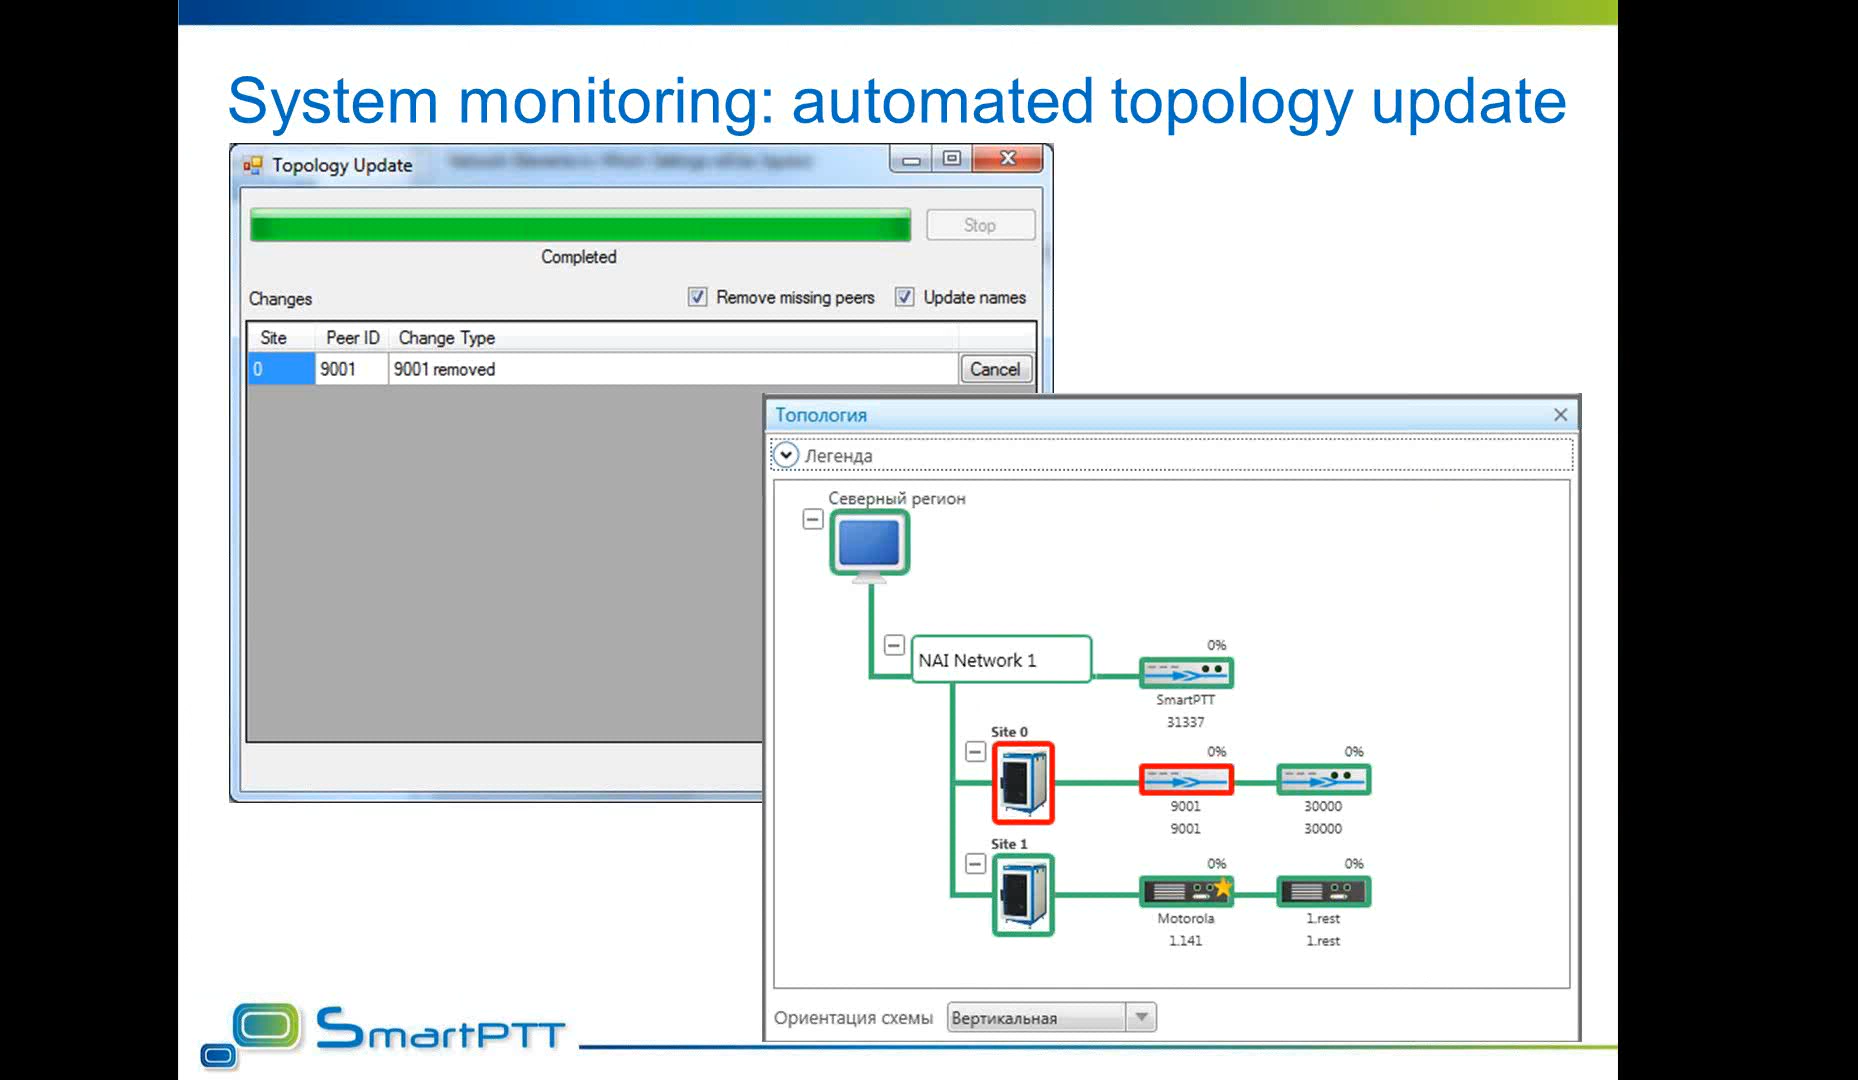 System monitoring: automated topology update
Topology Update
Stop
Completed
Changes
Remove missing peers
Update names
Site Peer ID Change Type
0 9001 9001 removed Cancel
Топология
Легенда
Северный регион
NAI Network 1
0%
SmartPTT
31337
Site 0
0%
9001
9001
0%
30000
30000
Site 1
0%
Motorola
1.141
0%
1.rest
1.rest
Ориентация схемы
Вертикальная
SmartPTT